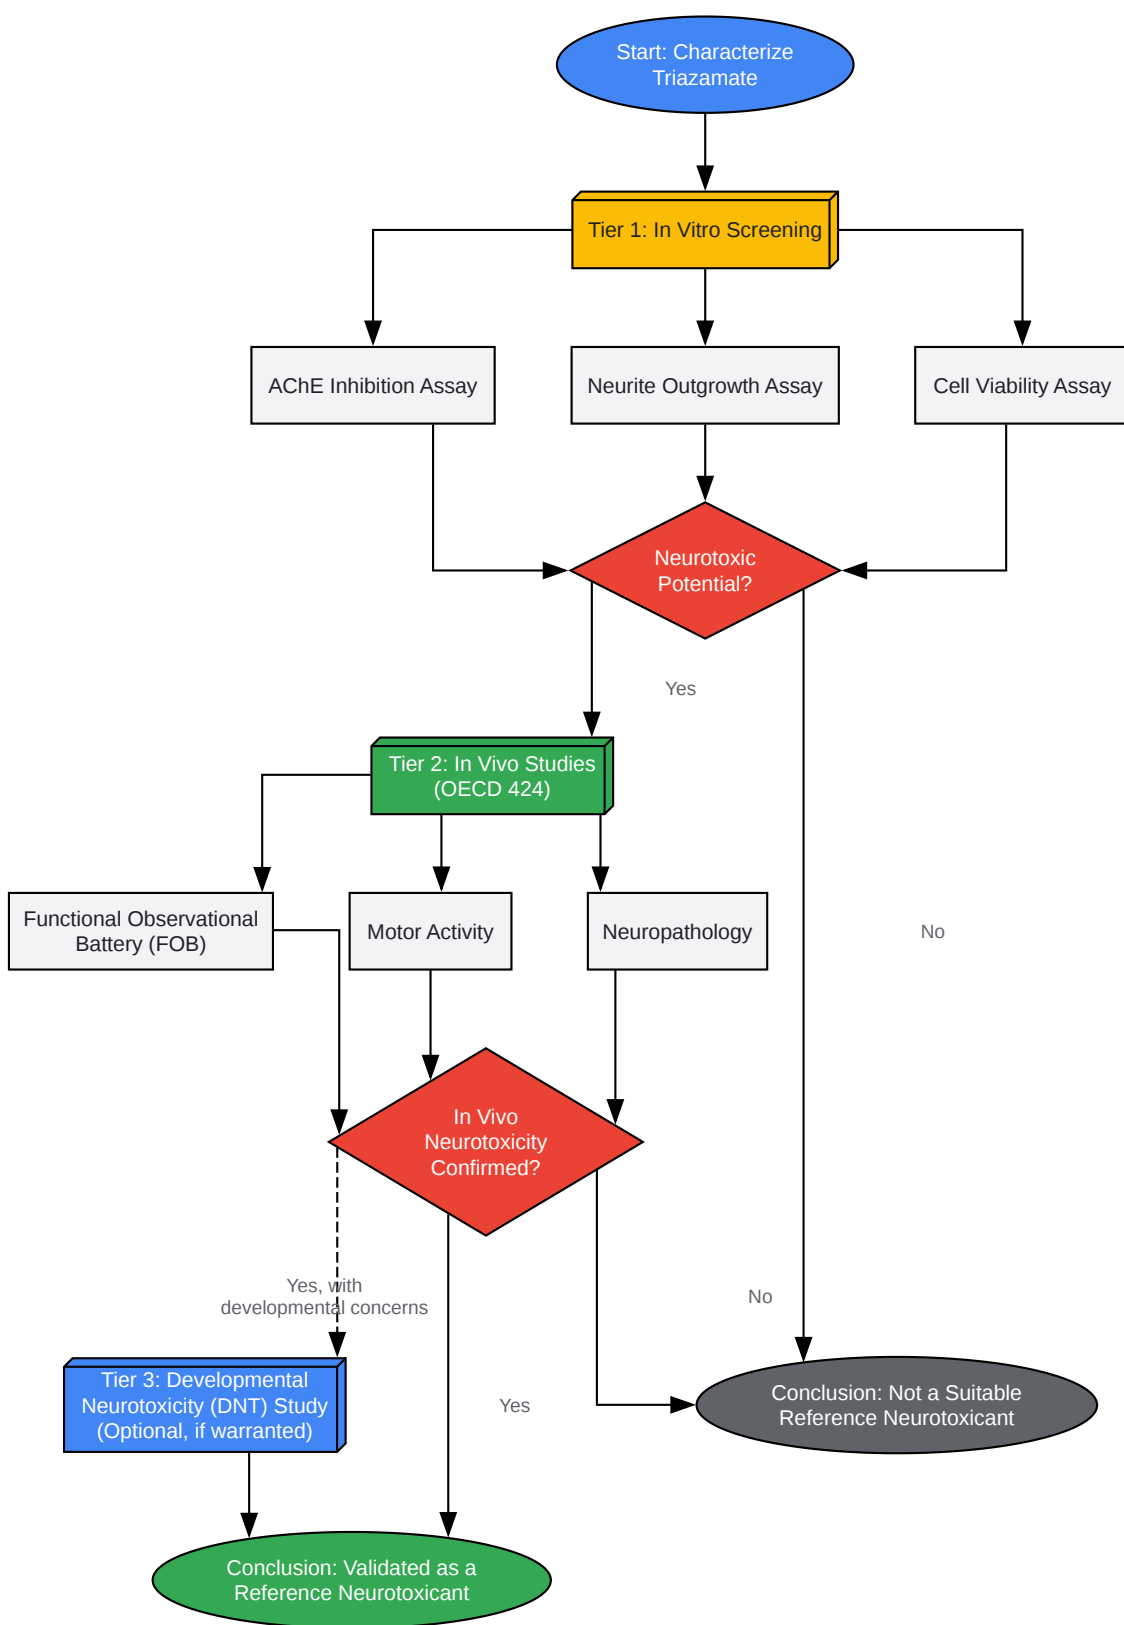 Start: Characterize
Triazamate
Tier 1: In Vitro Screening
AChE Inhibition Assay
Neurite Outgrowth Assay
Cell Viability Assay
Neurotoxic
Potential?
Yes
Tier 2: In Vivo Studies
(OECD 424)
Functional Observational
Battery (FOB)
Motor Activity
Neuropathology
No
In Vivo
Neurotoxicity
Confirmed?
Yes, with
developmental concerns
No
Tier 3: Developmental
Neurotoxicity (DNT) Study
(Optional, if warranted)
Yes
Conclusion: Not a Suitable
Reference Neurotoxicant
Conclusion: Validated as a
Reference Neurotoxicant